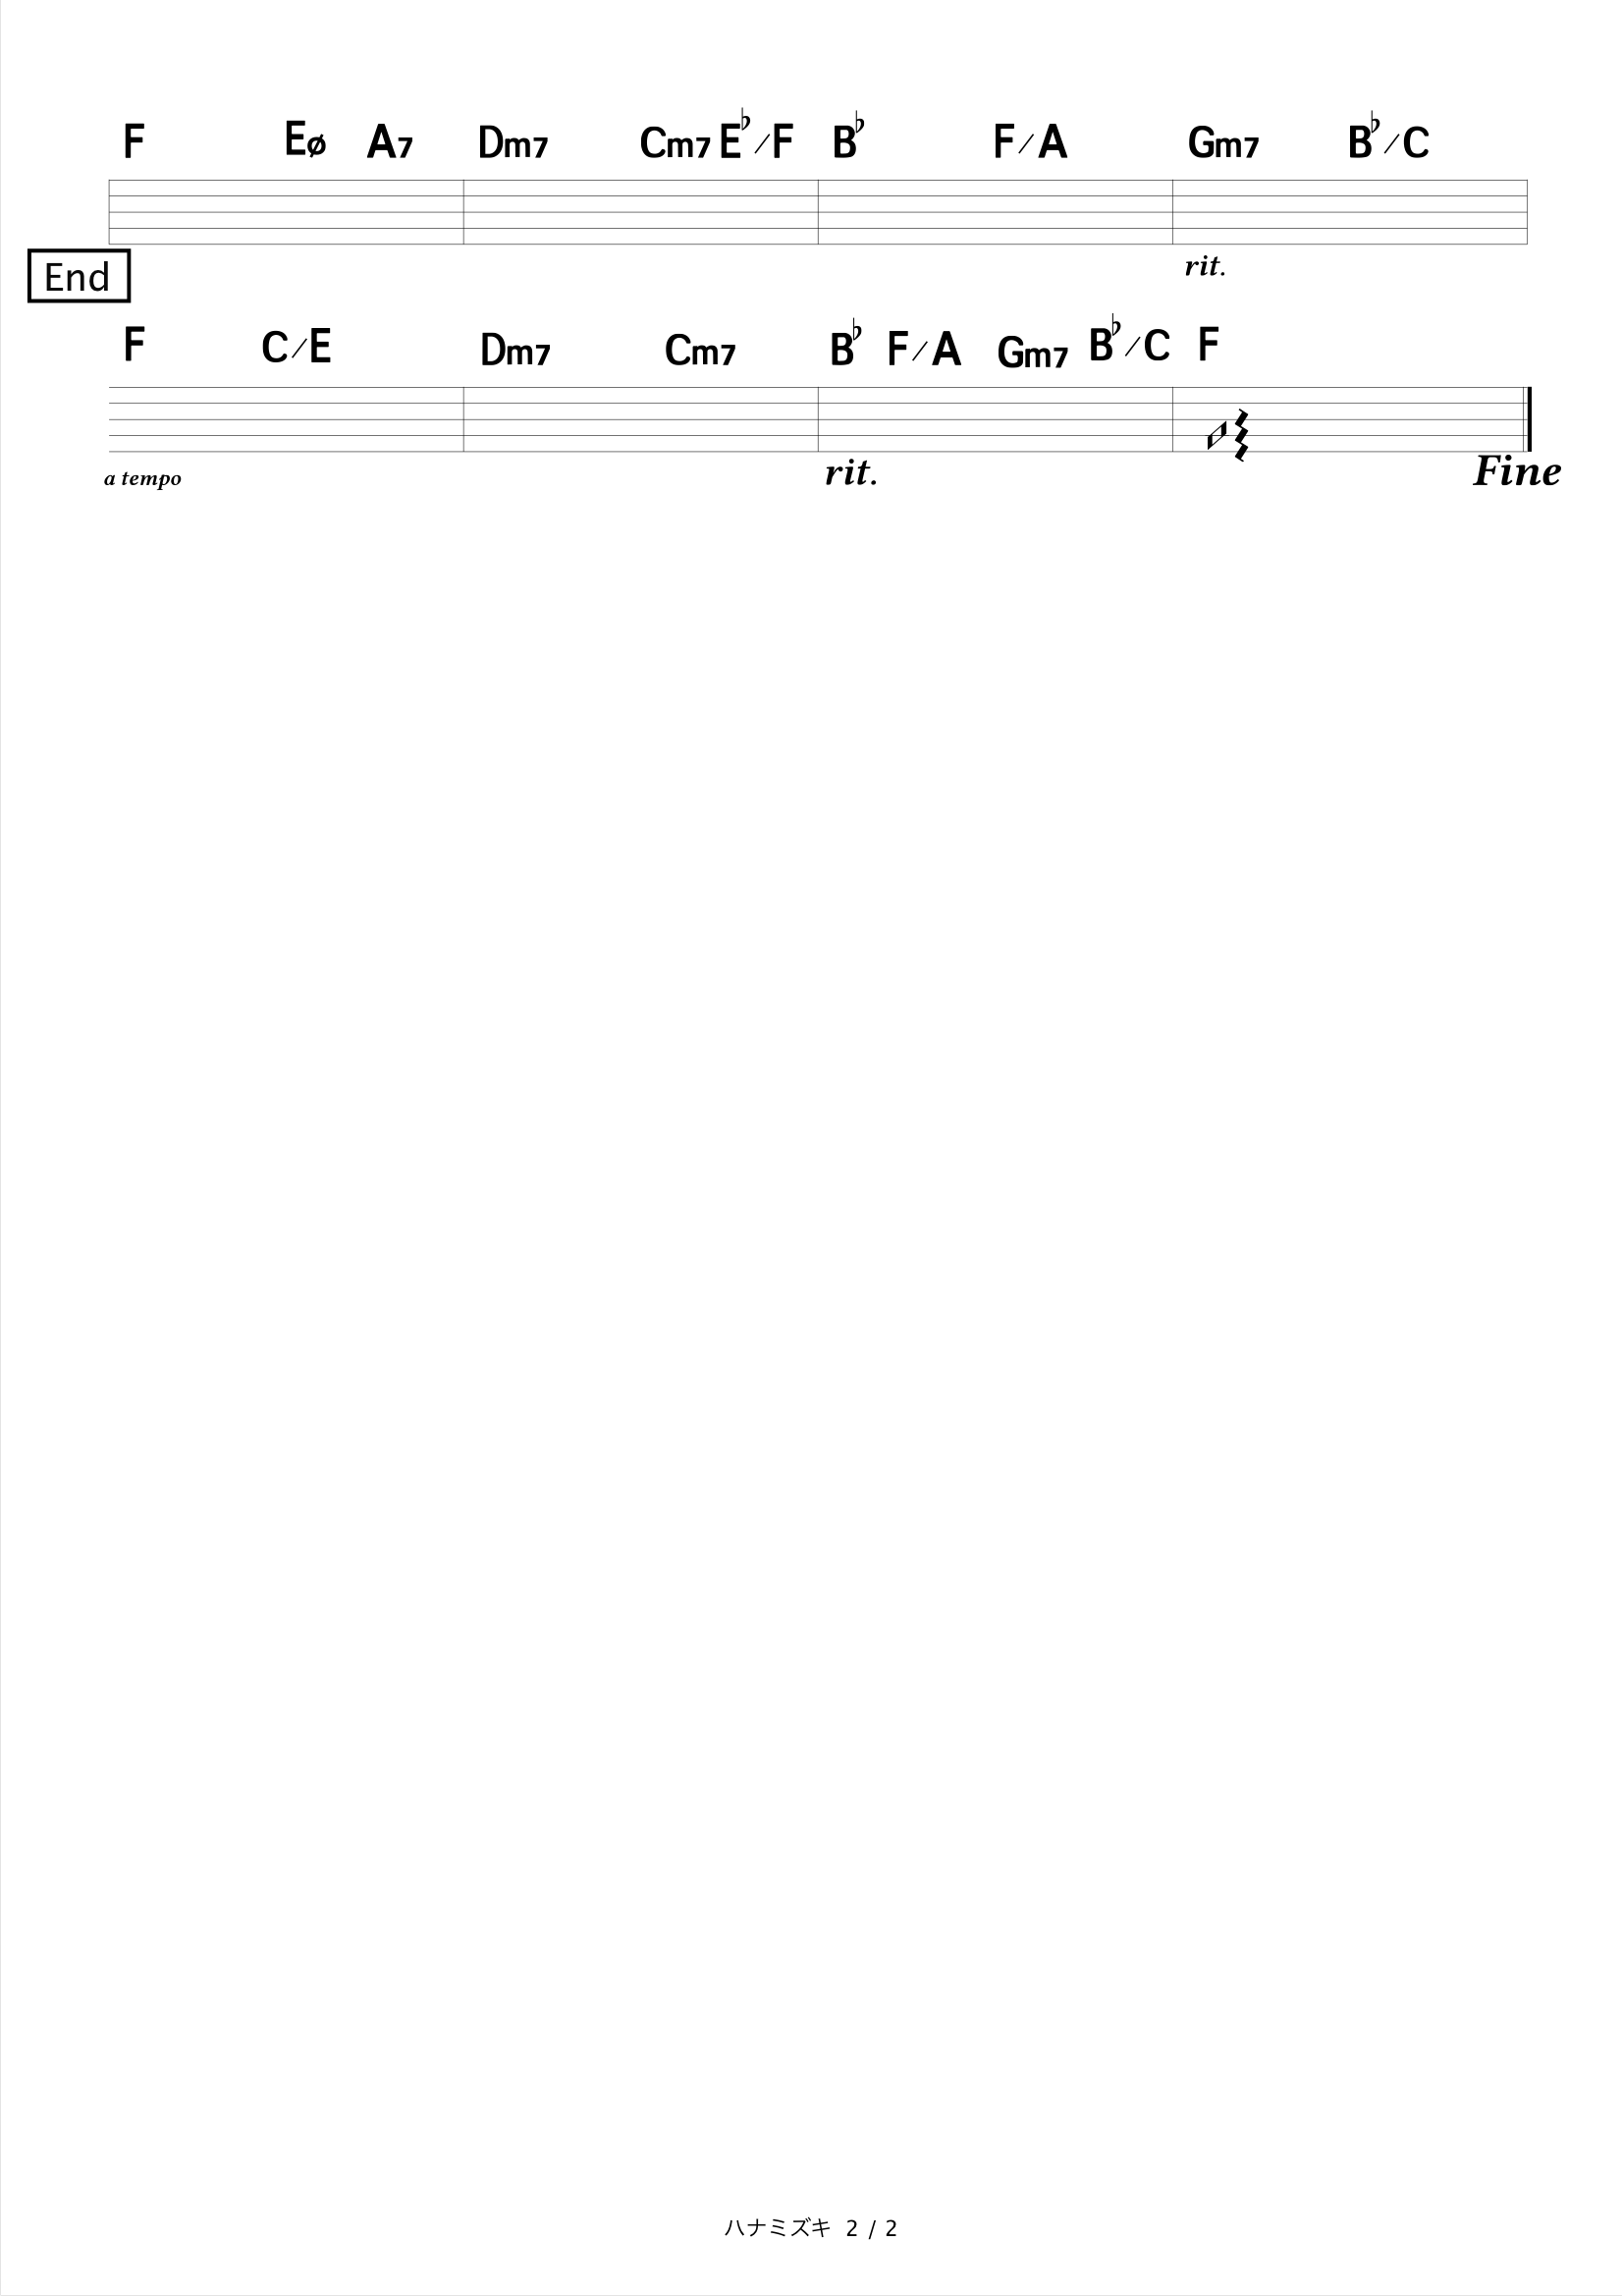 F Eø A7 Dm7 Cm7 E♭/F B♭ F/A Gm7 B♭/C
rit.
End
F C/E Dm7 Cm7 B♭ F/A Gm7 B♭/C F
a tempo rit. Fine
ハナミズキ 2 / 2